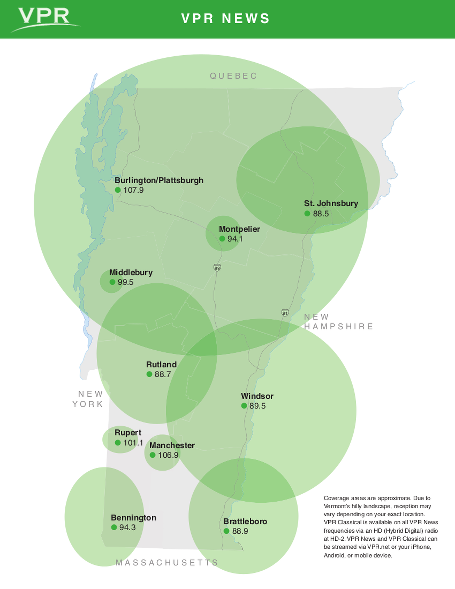 VPR
VPR NEWS
QUEBEC
Burlington/Plattsburgh
107.9
St. Johnsbury
88.5
Montpelier
94.1
Middlebury
99.5
89
91
NEW
HAMPSHIRE
Rutland
88.7
NEW
YORK
Windsor
89.5
Rupert
101.1
Manchester
106.9
Bennington
94.3
Brattleboro
88.9
MASSACHUSETTS
Coverage areas are approximate. Due to
Vermont's hilly landscape, reception may
vary depending on your exact location.
VPR Classical is available on all VPR News
frequencies via an HD (Hybrid Digital) radio
at HD-2. VPR News and VPR Classical can
be streamed via VPR.net or your iPhone,
Android or mobile device.